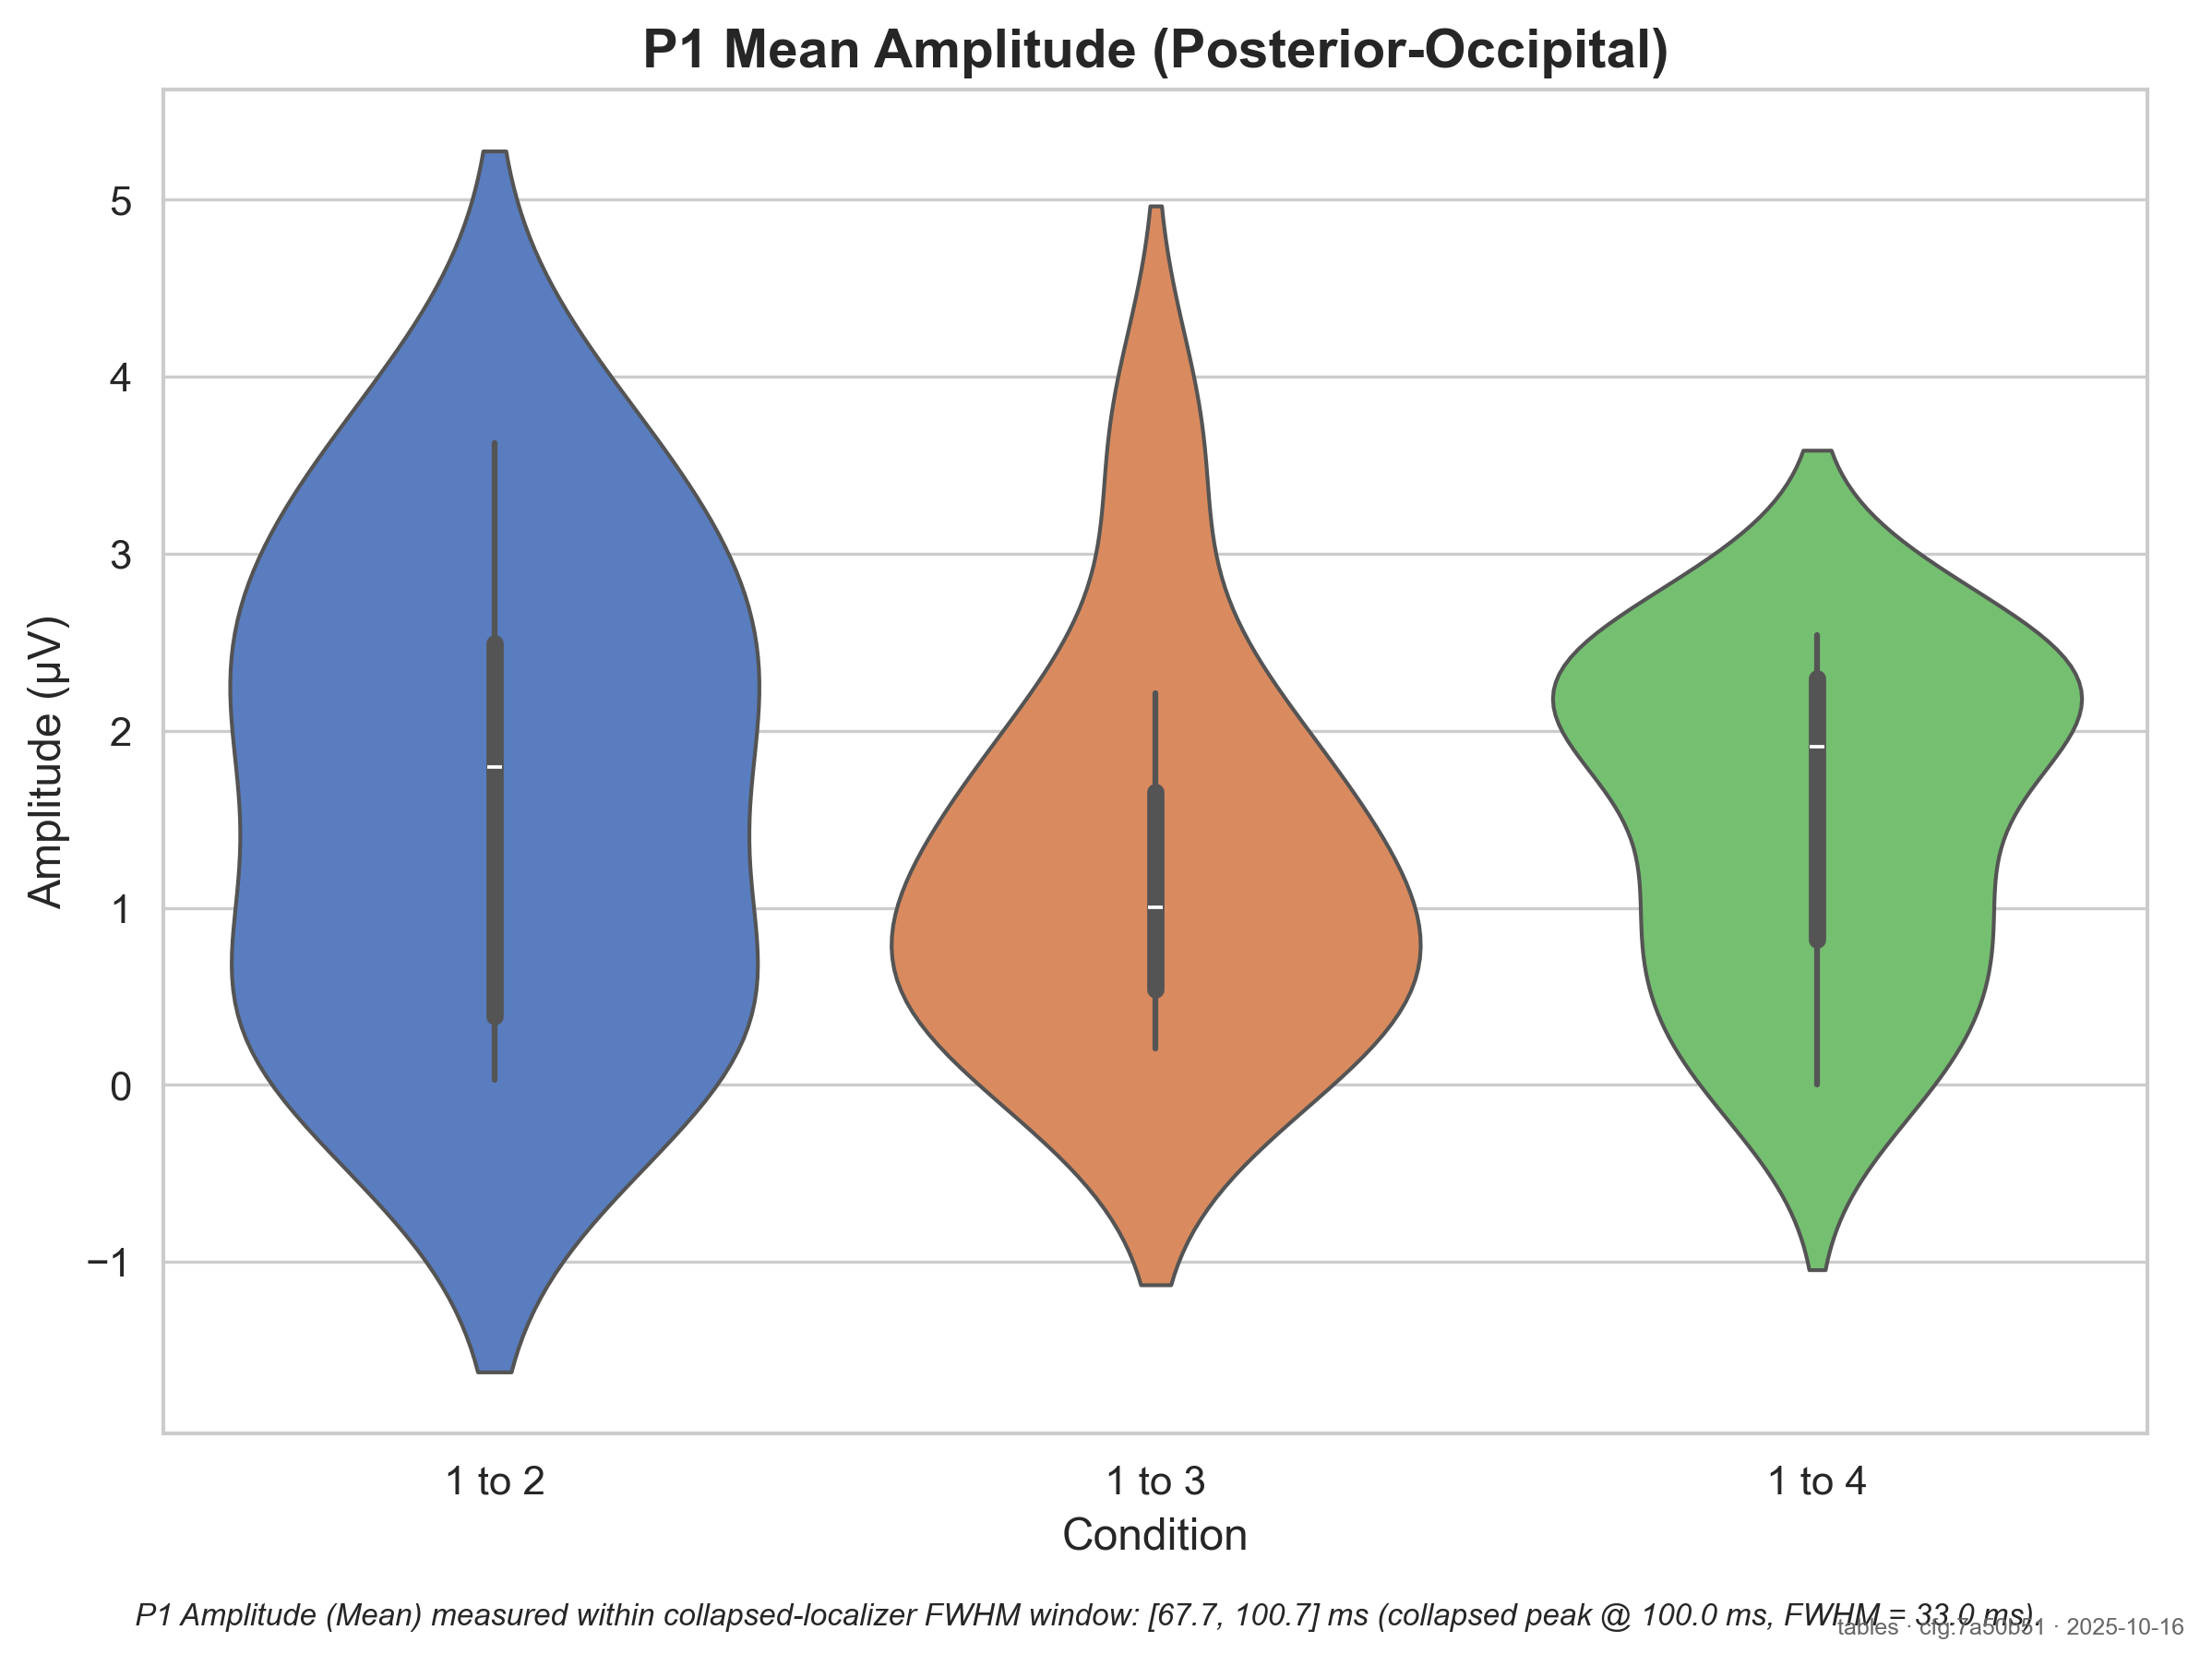 P1 Mean Amplitude (Posterior-Occipital)
Amplitude (µV)
5
4
3
2
1
0
−1
1 to 2 1 to 3 1 to 4
Condition
P1 Amplitude (Mean) measured within collapsed-localizer FWHM window: [67.7, 100.7] ms (collapsed peak @ 100.0 ms, FWHM = 33.0 ms).
tables · cfg:7a50b51 · 2025-10-16